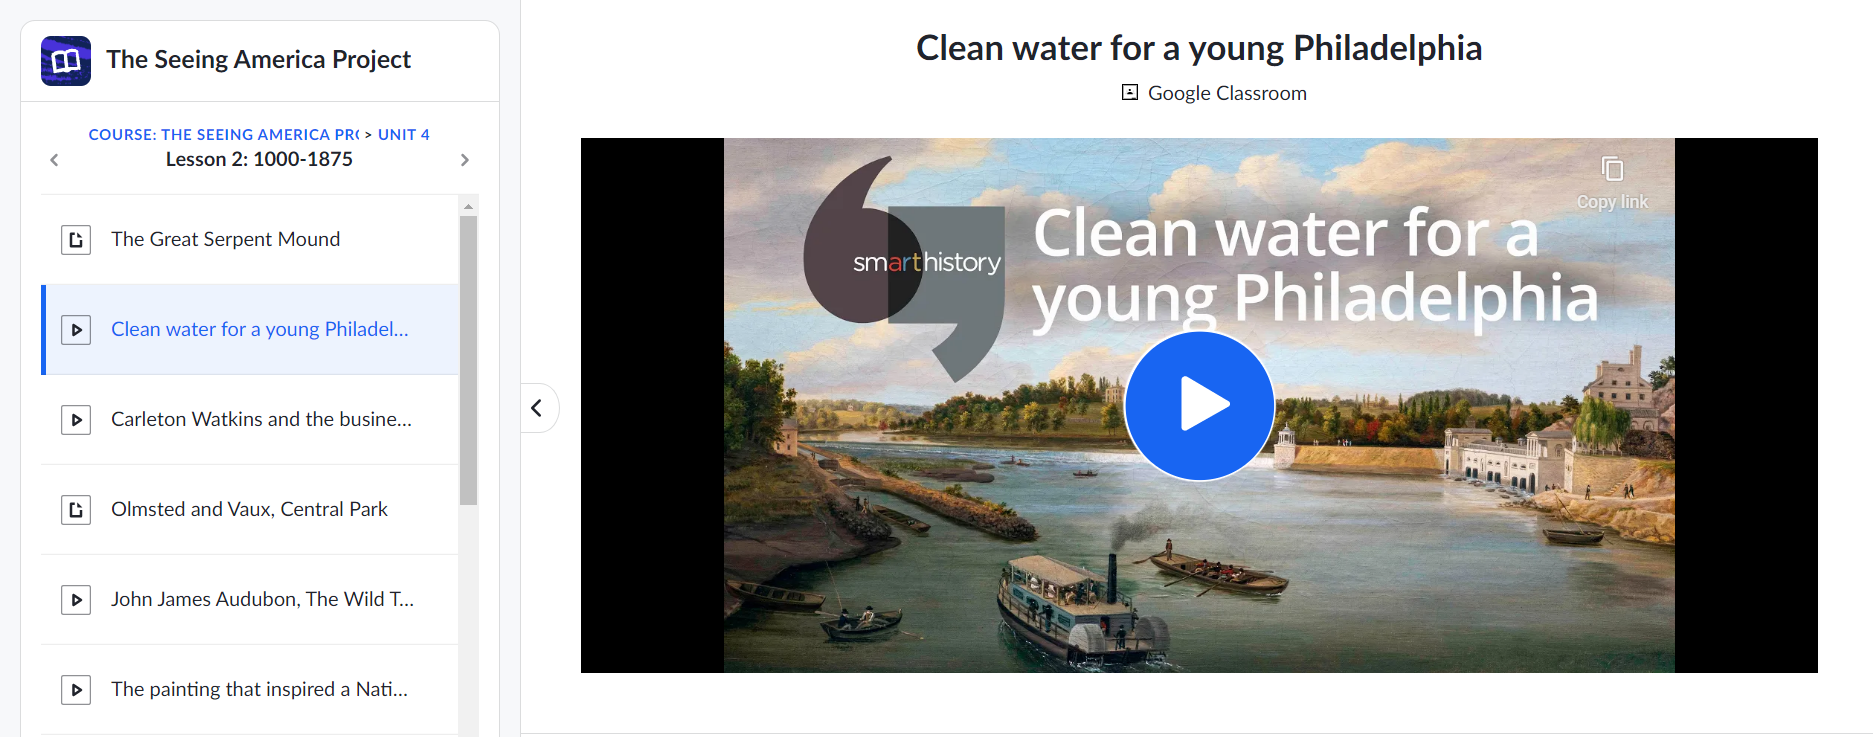 The Seeing America Project
COURSE: THE SEEING AMERICA PR > UNIT 4
Lesson 2: 1000-1875
The Great Serpent Mound
Clean water for a young Philadel...
Carleton Watkins and the busine...
Olmsted and Vaux, Central Park
John James Audubon, The Wild T...
The painting that inspired a Nati...
Clean water for a young Philadelphia
Google Classroom
Copy link
smarthistory
Clean water for a
young Philadelphia